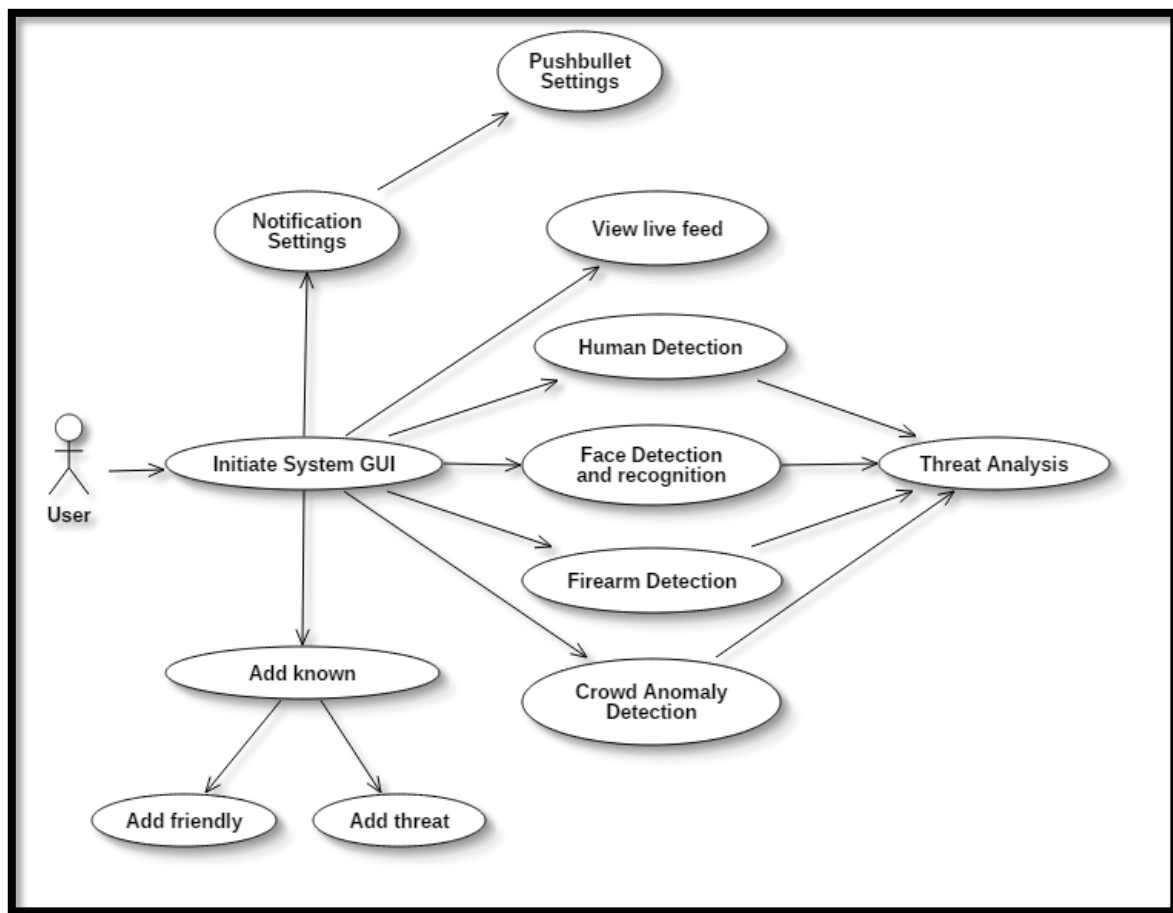 Pushbullet
Settings
Notification
Settings
View live feed
Human Detection
User
Initiate System GUI
Face Detection
and recognition
Threat Analysis
Firearm Detection
Add known
Crowd Anomaly
Detection
Add friendly
Add threat